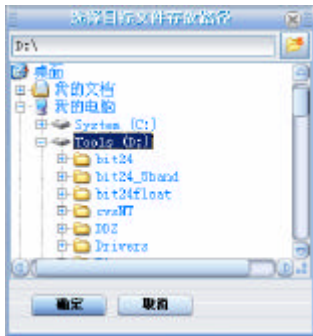 选择目标文件存放路径
D:\
桌面
我的文档
我的电脑
System (C:)
Tools (D:)
bit24
bit24_5band
bit24float
cvsNT
DDZ
Drivers
确定 取消